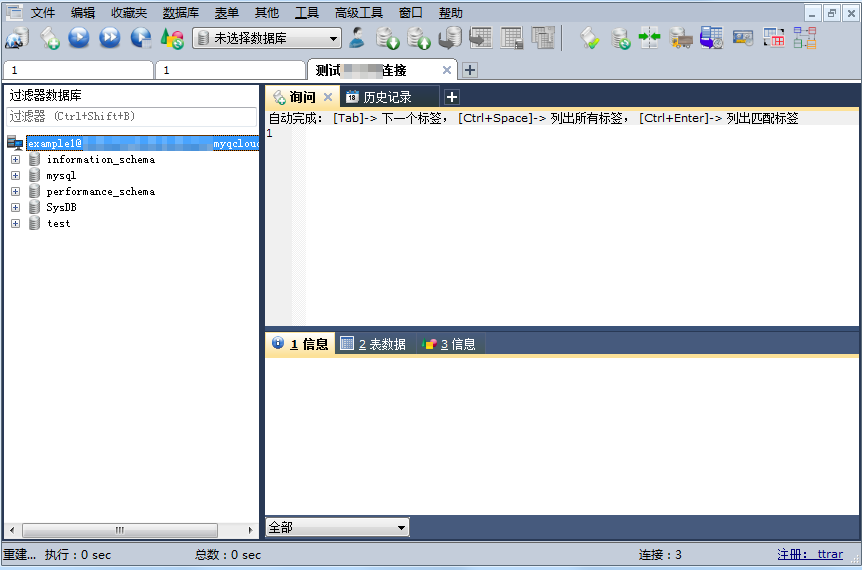 文件 编辑 收藏夹 数据库 表单 其他 工具 高级工具 窗口 帮助
未选择数据库
1 1 测试 连接
过滤器数据库
过滤器 (Ctrl+Shift+B)
example1@ myqcloud
information_schema
mysql
performance_schema
SysDB
test
询问 18 历史记录
自动完成: [Tab]-> 下一个标签, [Ctrl+Space]-> 列出所有标签, [Ctrl+Enter]-> 列出匹配标签
1
1 信息 2 表数据 3 信息
全部
重建... 执行：0 sec 总数：0 sec 连接：3 注册： ttrar